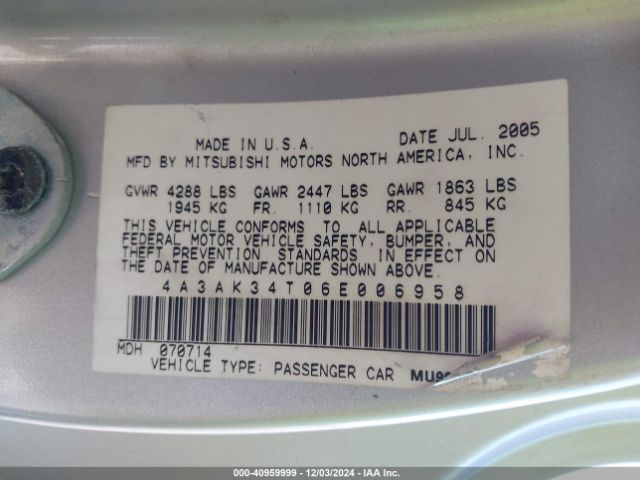 MADE IN U.S.A. DATE JUL. 2005
MFD BY MITSUBISHI MOTORS NORTH AMERICA, INC.
GVWR 4288 LBS GAWR 2447 LBS GAWR 1863 LBS
1945 KG FR. 1110 KG RR. 845 KG
THIS VEHICLE CONFORMS TO ALL APPLICABLE
FEDERAL MOTOR VEHICLE SAFETY, BUMPER, AND
THEFT PREVENTION STANDARDS IN EFFECT ON
THE DATE OF MANUFACTURE SHOWN ABOVE.
4A3AK34T06E006958
MDH 070714
VEHICLE TYPE: PASSENGER CAR
000-40959999 - 12/03/2024 - IAA Inc.